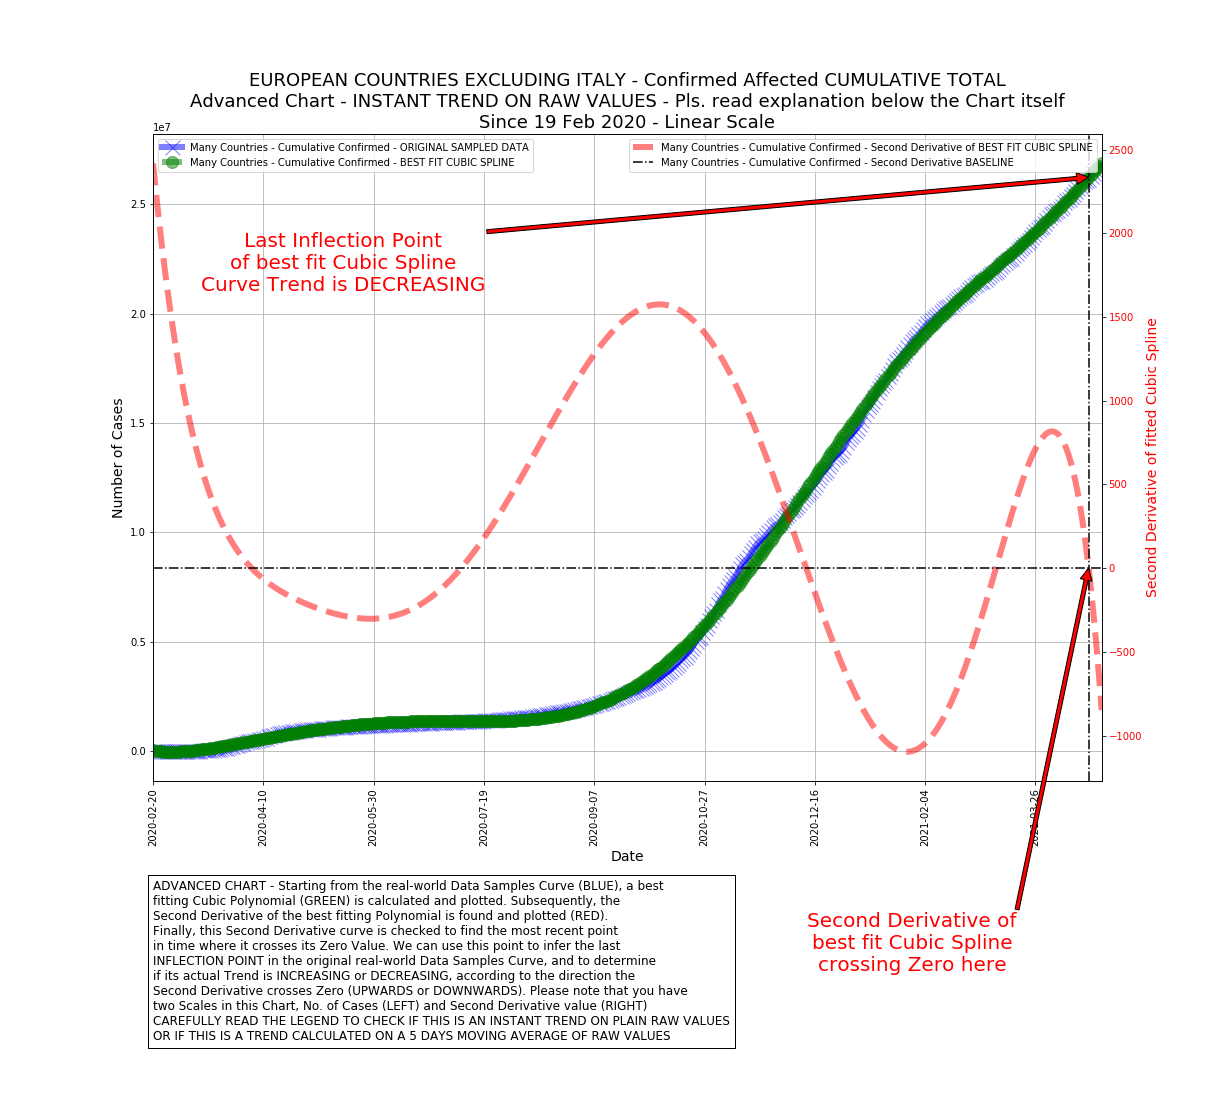 EUROPEAN COUNTRIES EXCLUDING ITALY - Confirmed Affected CUMULATIVE TOTAL
Advanced Chart - INSTANT TREND ON RAW VALUES - Pls. read explanation below the Chart itself
Since 19 Feb 2020 - Linear Scale
1e7
Many Countries - Cumulative Confirmed - ORIGINAL SAMPLED DATA
Many Countries - Cumulative Confirmed - BEST FIT CUBIC SPLINE
Many Countries - Cumulative Confirmed - Second Derivative of BEST FIT CUBIC SPLINE
Many Countries - Cumulative Confirmed - Second Derivative BASELINE
Last Inflection Point
of best fit Cubic Spline
Curve Trend is DECREASING
Number of Cases
2.5
2.0
1.5
1.0
0.5
0.0
2500
2000
1500
1000
500
0
−500
−1000
Second Derivative of fitted Cubic Spline
2020-02-20
2020-04-10
2020-05-30
2020-07-19
2020-09-07
2020-10-27
2020-12-16
2021-02-04
2021-03-26
Date
ADVANCED CHART - Starting from the real-world Data Samples Curve (BLUE), a best
fitting Cubic Polynomial (GREEN) is calculated and plotted. Subsequently, the
Second Derivative of the best fitting Polynomial is found and plotted (RED).
Finally, this Second Derivative curve is checked to find the most recent point
in time where it crosses its Zero Value. We can use this point to infer the last
INFLECTION POINT in the original real-world Data Samples Curve, and to determine
if its actual Trend is INCREASING or DECREASING, according to the direction the
Second Derivative crosses Zero (UPWARDS or DOWNWARDS). Please note that you have
two Scales in this Chart, No. of Cases (LEFT) and Second Derivative value (RIGHT)
CAREFULLY READ THE LEGEND TO CHECK IF THIS IS AN INSTANT TREND ON PLAIN RAW VALUES
OR IF THIS IS A TREND CALCULATED ON A 5 DAYS MOVING AVERAGE OF RAW VALUES
Second Derivative of
best fit Cubic Spline
crossing Zero here